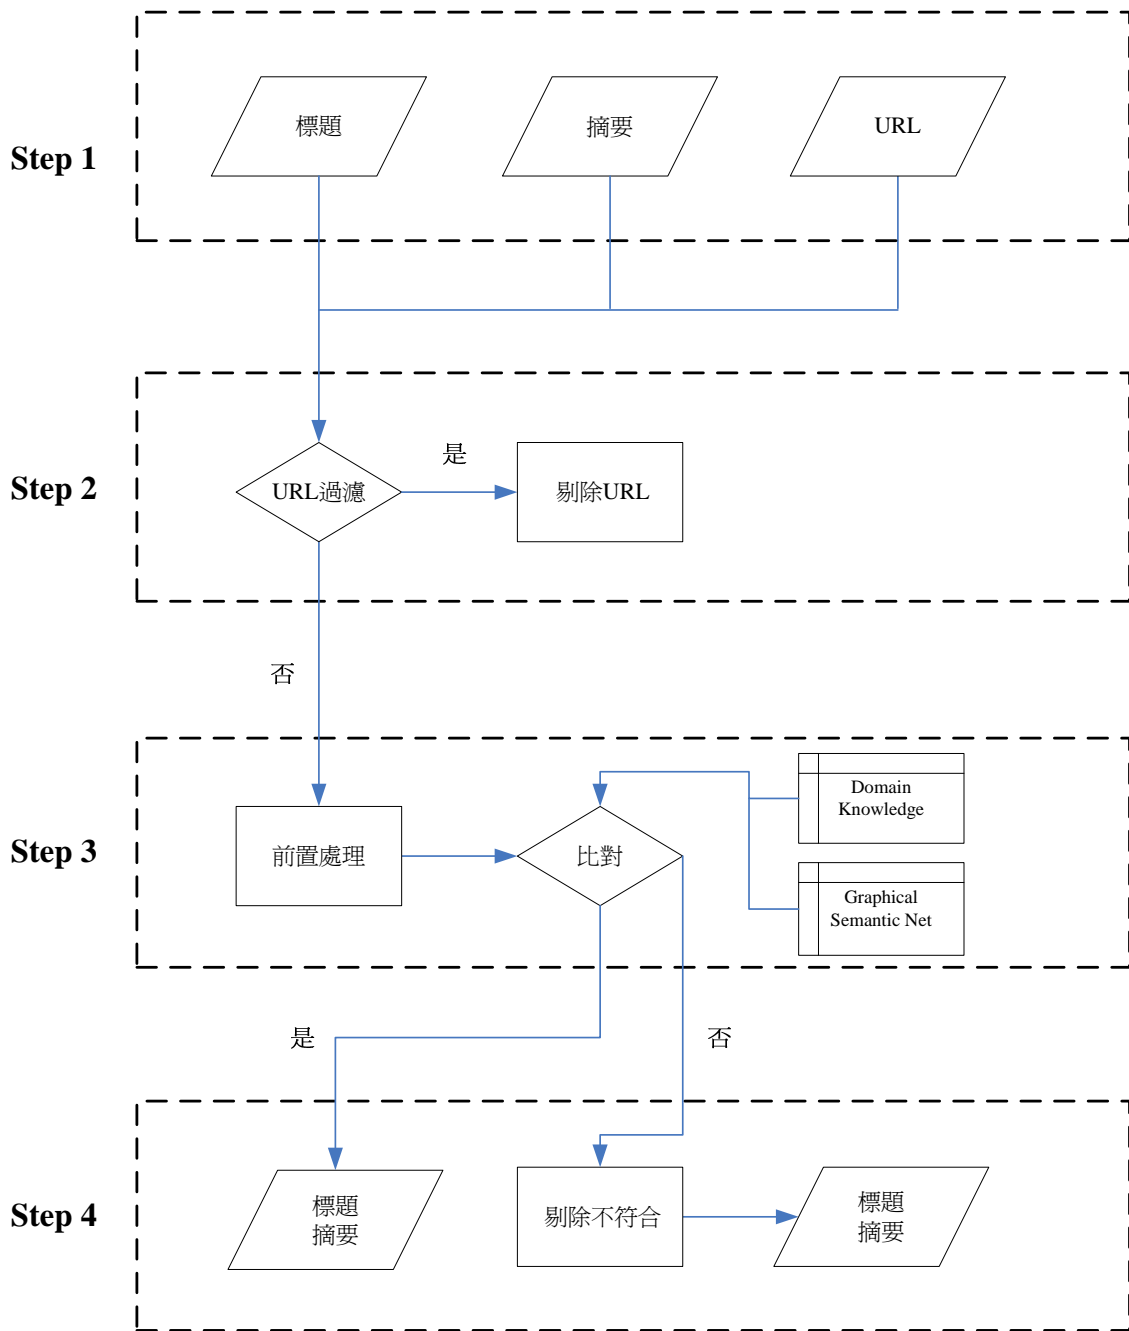 Step 1
標題
摘要
URL
Step 2
URL過濾
是
剔除URL
否
Step 3
前置處理
比對
Domain
Knowledge
Graphical
Semantic Net
是
否
Step 4
標題
摘要
剔除不符合
標題
摘要